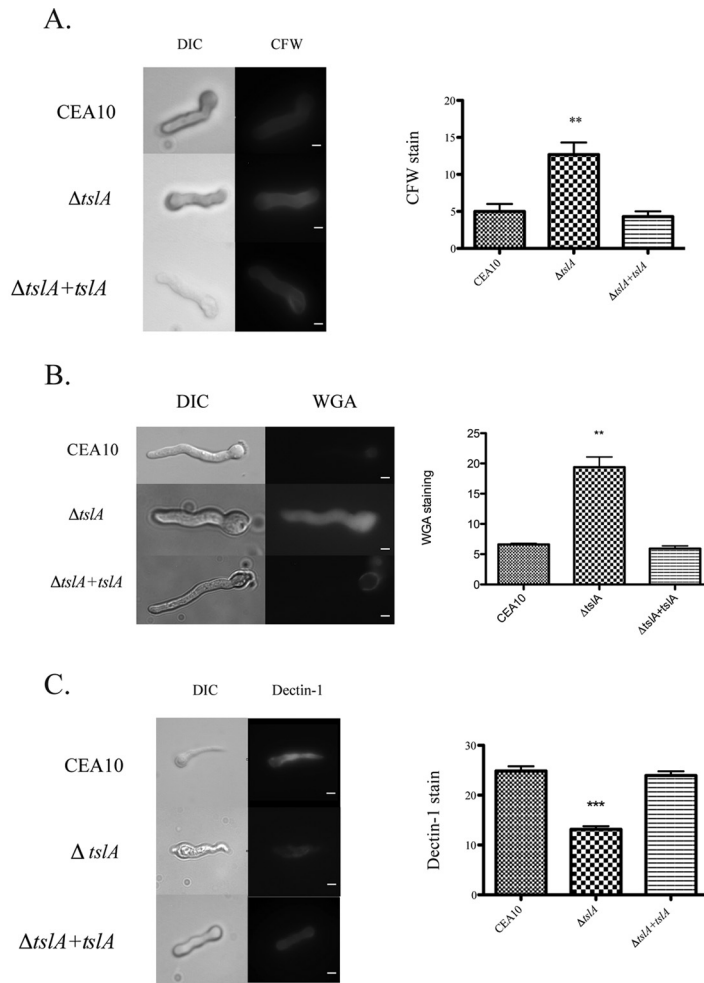 A.
DIC CFW
CEA10
ΔtslA
ΔtslA+tslA
CFW stain
20
15
10
5
0
**
CEA10
ΔtslA
ΔtslA+tslA
B.
DIC WGA
CEA10
ΔtslA
ΔtslA+tslA
WGA staining
25
20
15
10
5
0
**
CEA10
ΔtslA
ΔtslA+tslA
C.
DIC Dectin-1
CEA10
Δ tslA
ΔtslA+tslA
Dectin-1 stain
30
20
10
0
***
CEA10
ΔtslA
ΔtslA+tslA